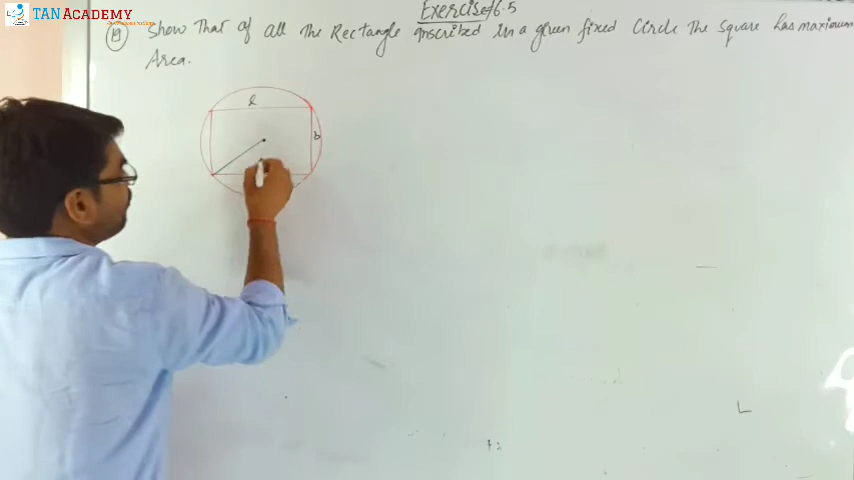 TAN ACADEMY
Exercise 6.5
19 Show That of all The Rectangle inscribed in a given fixed Circle The square has maximum
Area.
l
b